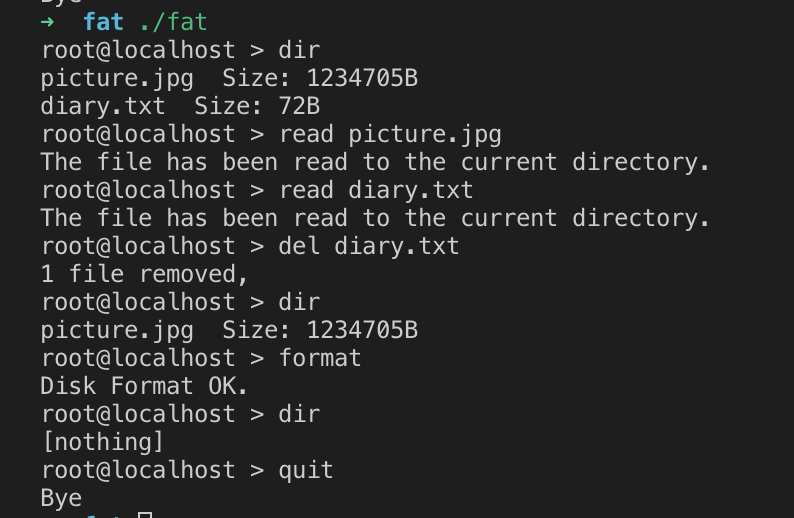 Bye
➜ fat ./fat
root@localhost > dir
picture.jpg  Size: 1234705B
diary.txt  Size: 72B
root@localhost > read picture.jpg
The file has been read to the current directory.
root@localhost > read diary.txt
The file has been read to the current directory.
root@localhost > del diary.txt
1 file removed,
root@localhost > dir
picture.jpg  Size: 1234705B
root@localhost > format
Disk Format OK.
root@localhost > dir
[nothing]
root@localhost > quit
Bye